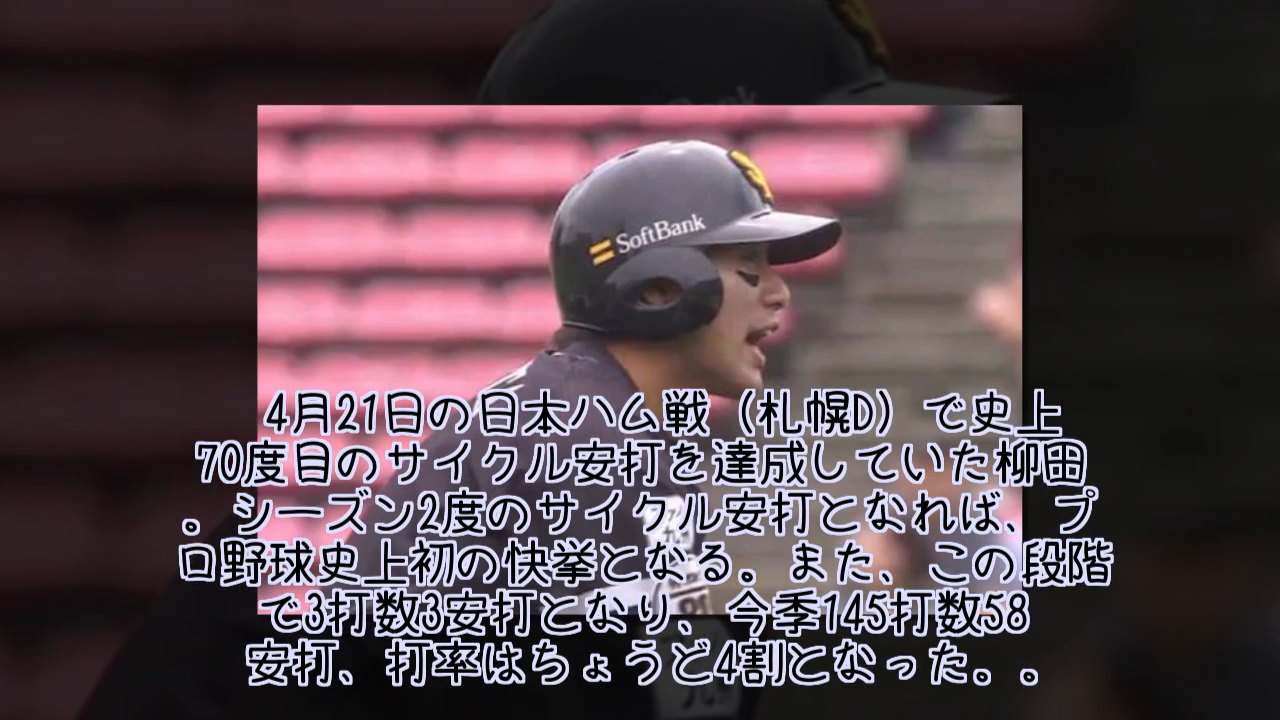 SoftBank
4月21日の日本ハム戦（札幌D）で史上
70度目のサイクル安打を達成していた柳田
。シーズン2度のサイクル安打となれば、プ
ロ野球史上初の快挙となる。また、この段階
で3打数3安打となり、今季145打数58
安打、打率はちょうど4割となった。。